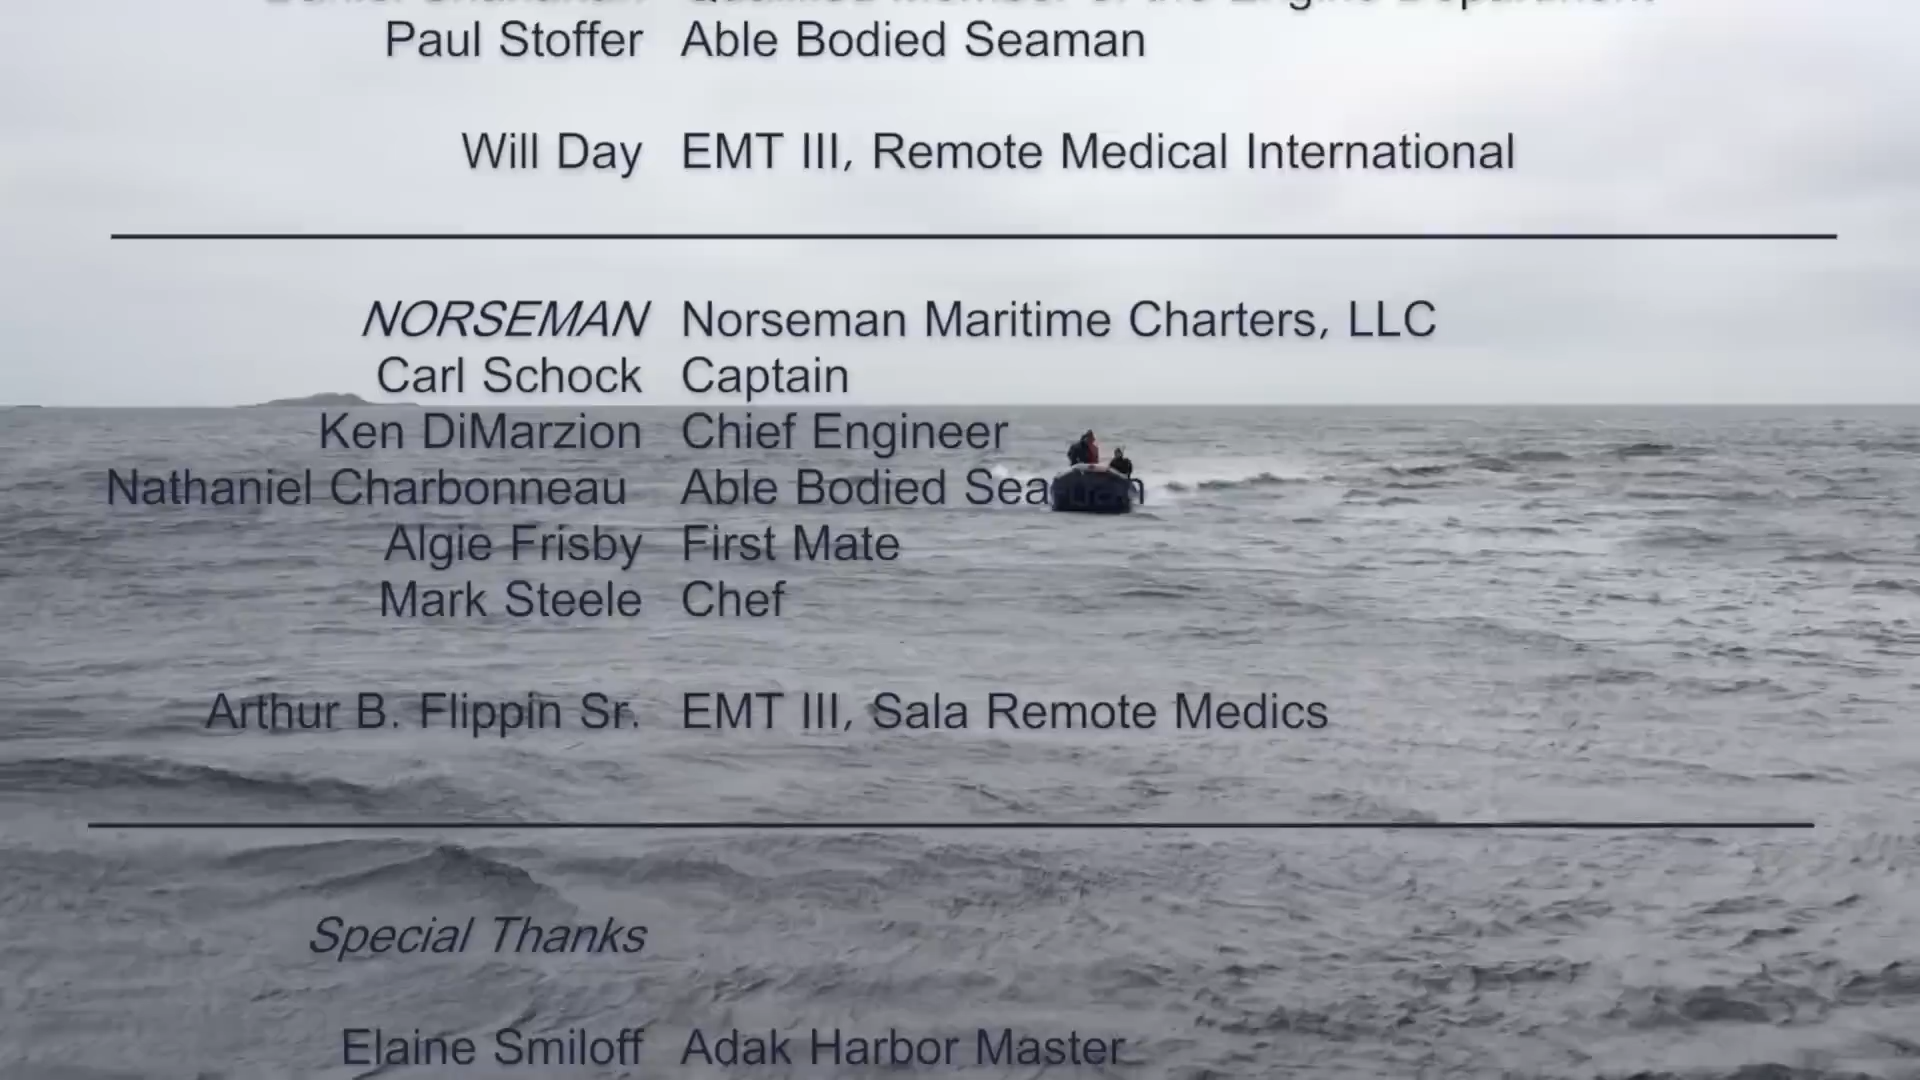 Paul Stoffer Able Bodied Seaman
Will Day EMT III, Remote Medical International
NORSEMAN Norseman Maritime Charters, LLC
Carl Schock Captain
Ken DiMarzion Chief Engineer
Nathaniel Charbonneau Able Bodied Seaman
Algie Frisby First Mate
Mark Steele Chef
Arthur B. Flippin Sr. EMT III, Sala Remote Medics
Special Thanks
Elaine Smiloff Adak Harbor Master